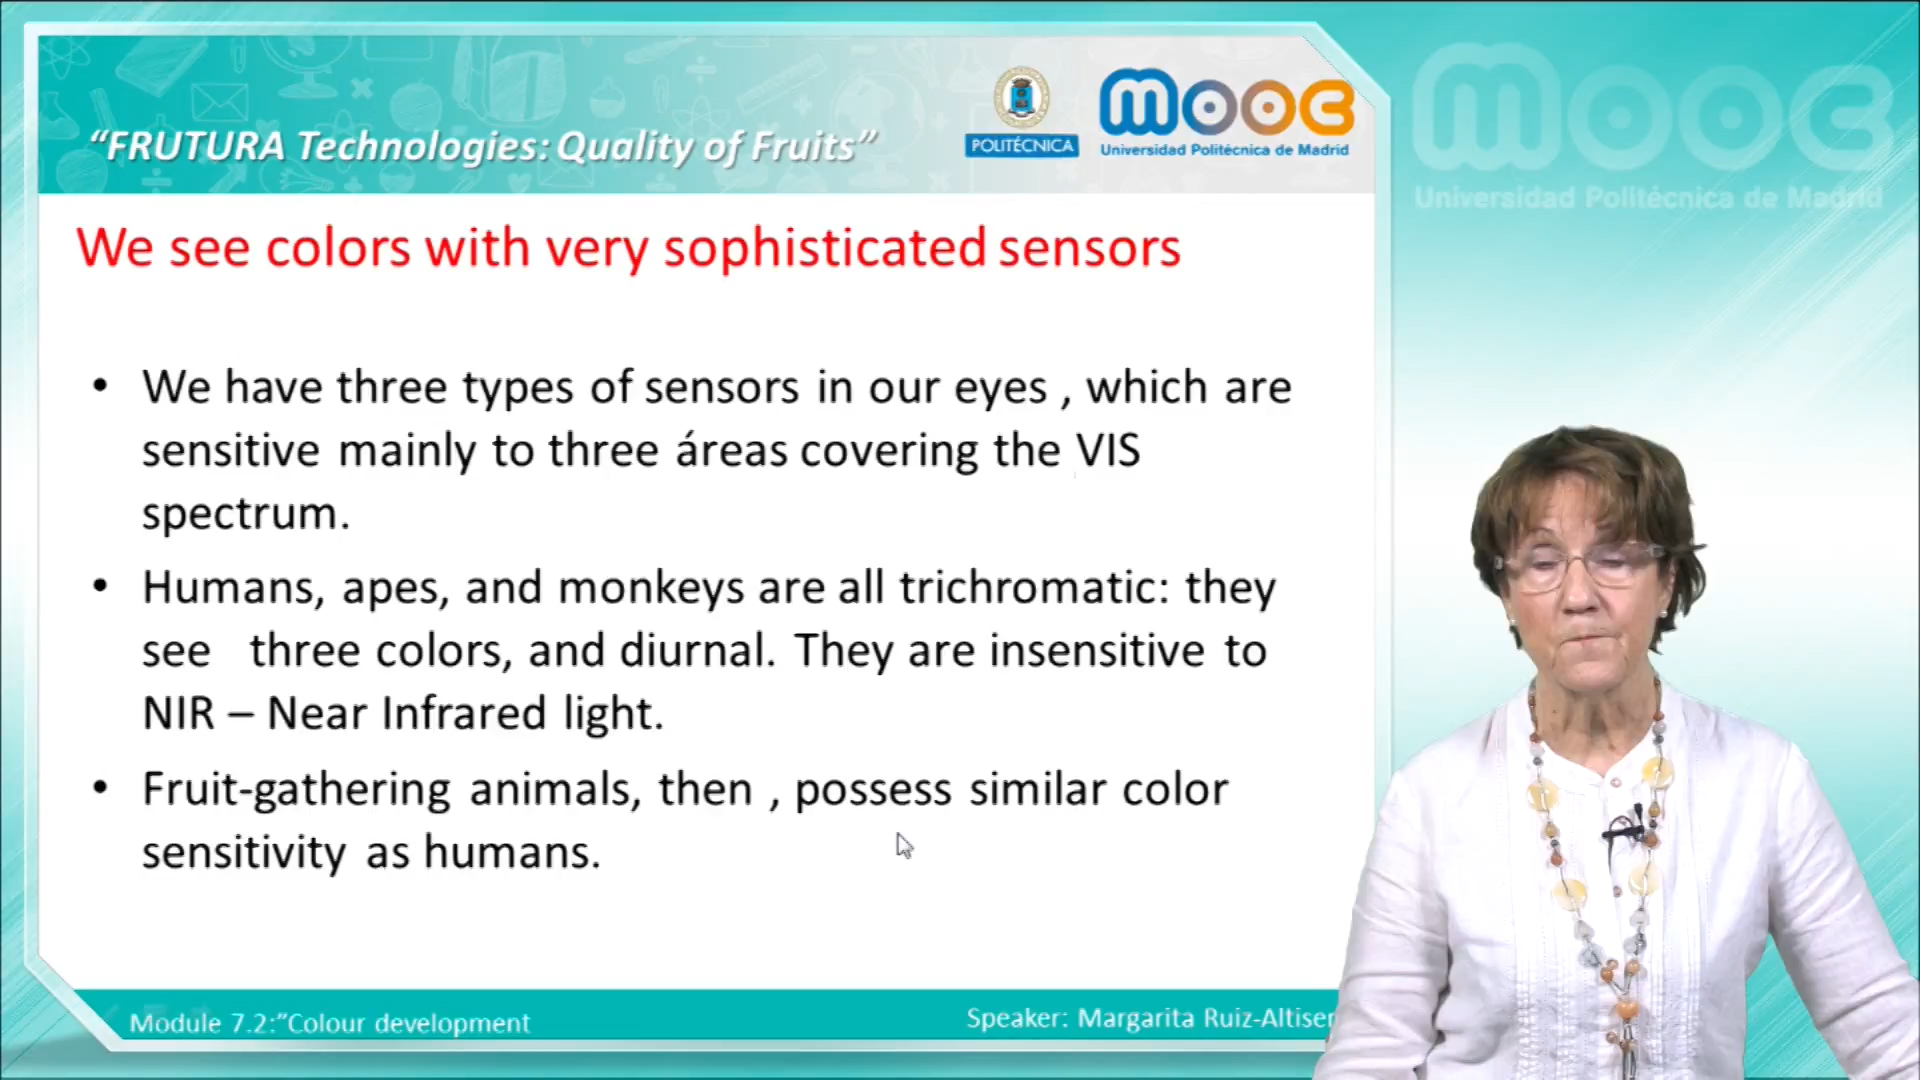 “FRUTURA Technologies: Quality of Fruits”
POLITÉCNICA
mooc
Universidad Politécnica de Madrid
mooc
Universidad Politécnica de Madrid
We see colors with very sophisticated sensors
• We have three types of sensors in our eyes , which are
sensitive mainly to three áreas covering the VIS
spectrum.
• Humans, apes, and monkeys are all trichromatic: they
see three colors, and diurnal. They are insensitive to
NIR – Near Infrared light.
• Fruit-gathering animals, then , possess similar color
sensitivity as humans.
Module 7.2:”Colour development
Speaker: Margarita Ruiz-Altisen